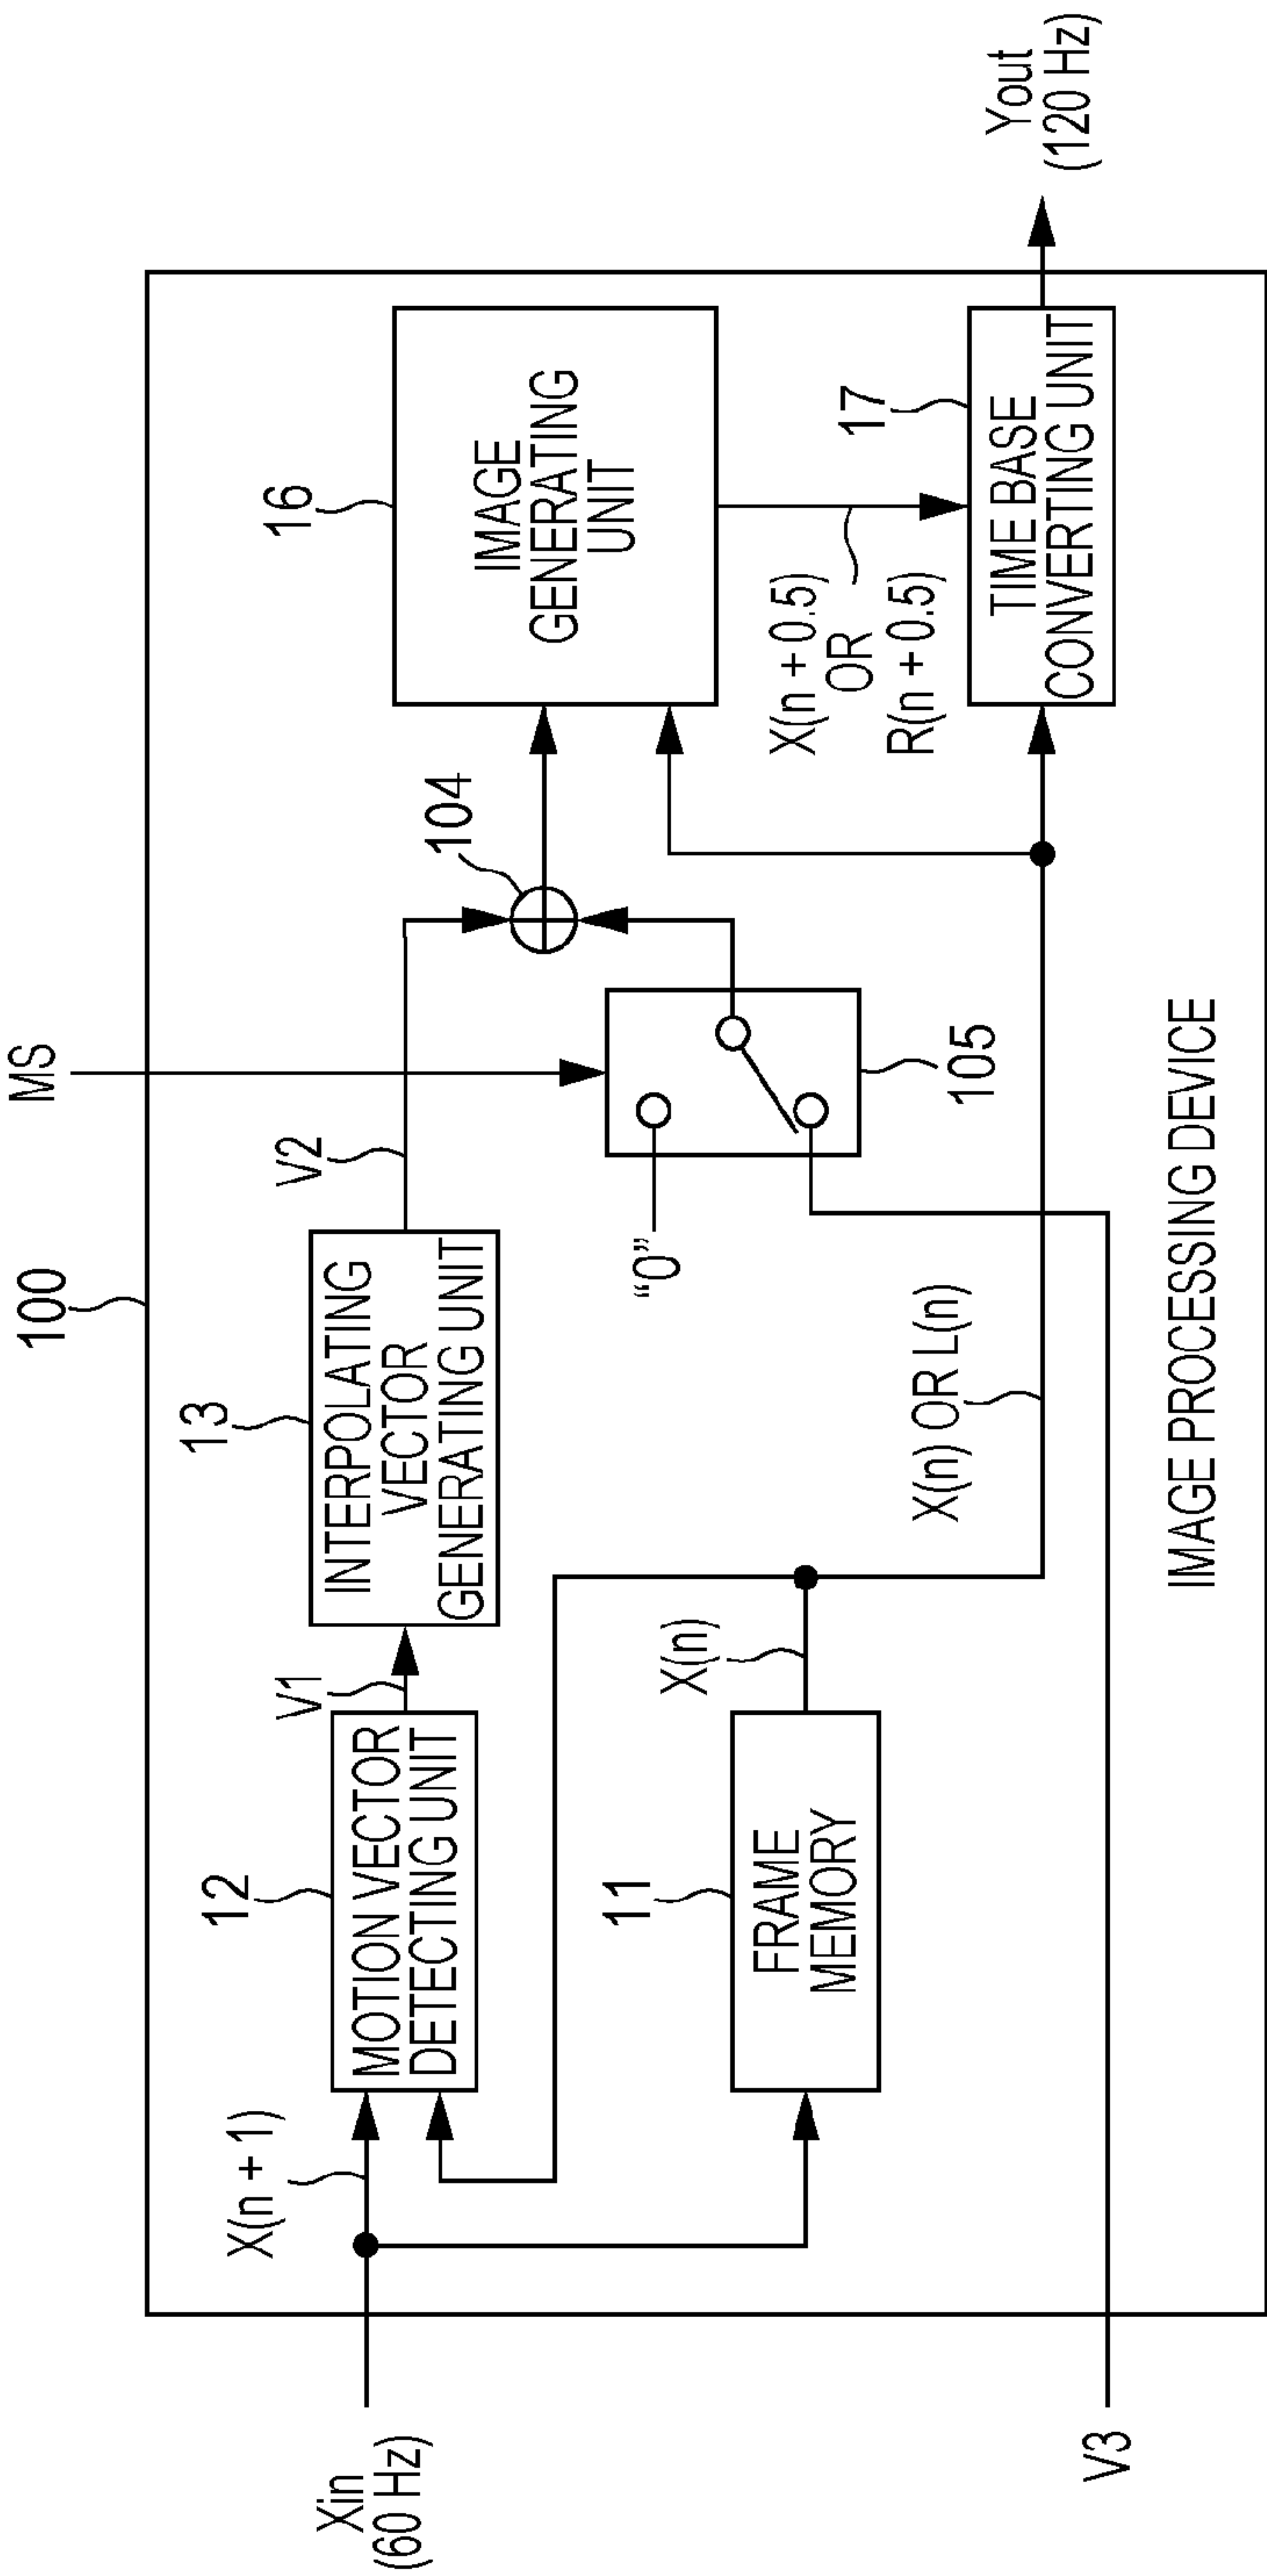 100
MS
Xin
(60 Hz)
X(n + 1)
12
MOTION VECTOR
DETECTING UNIT
V1
13
INTERPOLATING
VECTOR
GENERATING UNIT
V2
104
16
IMAGE
GENERATING
UNIT
11
FRAME
MEMORY
X(n)
“0”
105
X(n) OR L(n)
X(n + 0.5)
OR
R(n + 0.5)
17
TIME BASE
CONVERTING UNIT
Yout
(120 Hz)
V3
IMAGE PROCESSING DEVICE